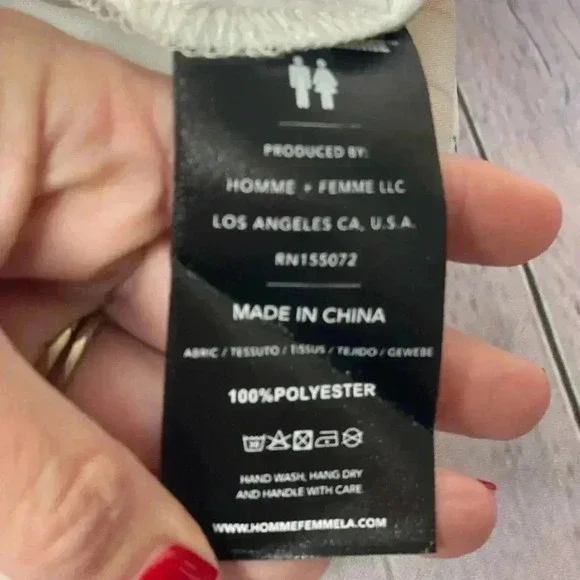 PRODUCED BY:
HOMME + FEMME LLC
LOS ANGELES CA, U.S.A.
RN155072
MADE IN CHINA
ABRIC / TESSUTO / TISSUS / TEJIDO / GEWEBE
100%POLYESTER
30
HAND WASH, HANG DRY
AND HANDLE WITH CARE.
WWW.HOMMEFEMMELA.COM